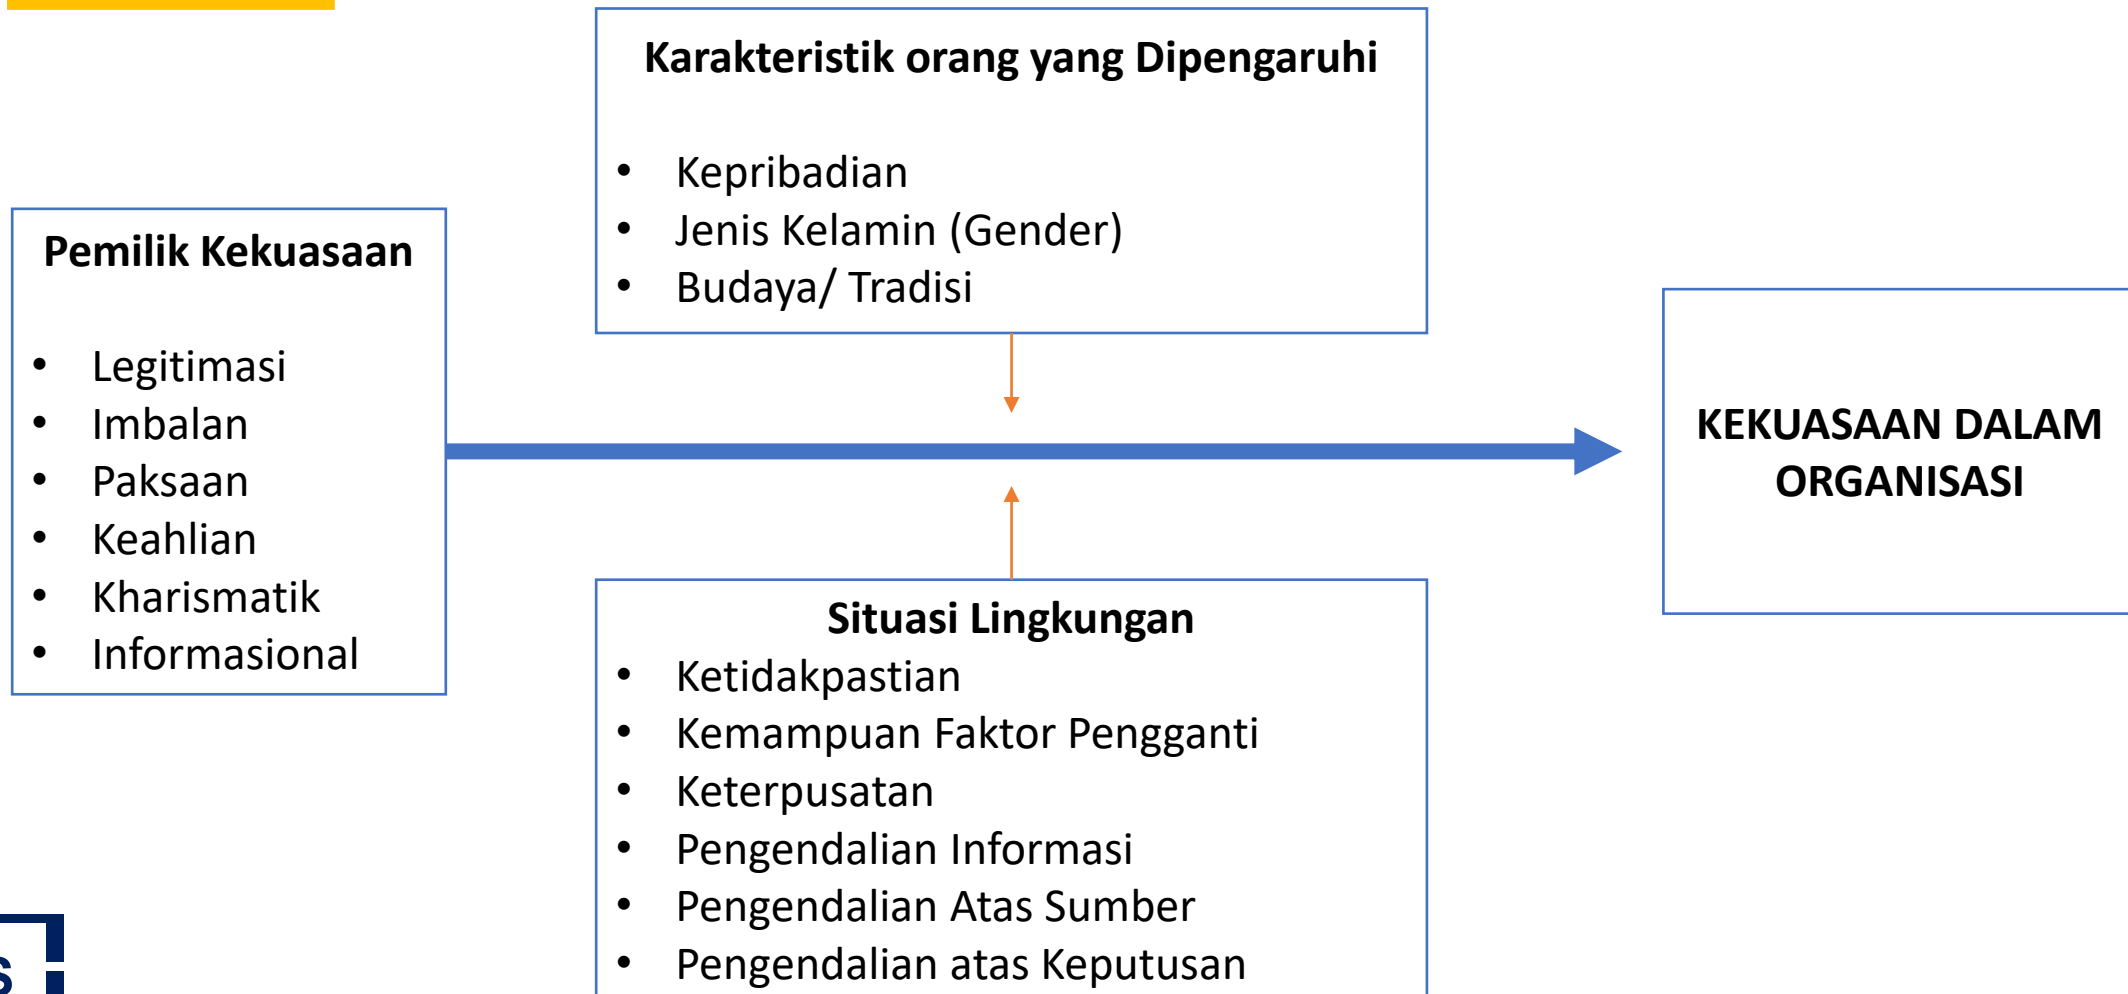 Karakteristik orang yang Dipengaruhi
• Kepribadian
• Jenis Kelamin (Gender)
• Budaya/ Tradisi
Pemilik Kekuasaan
• Legitimasi
• Imbalan
• Paksaan
• Keahlian
• Kharismatik
• Informasional
KEKUASAAN DALAM
ORGANISASI
Situasi Lingkungan
• Ketidakpastian
• Kemampuan Faktor Pengganti
• Keterpusatan
• Pengendalian Informasi
• Pengendalian Atas Sumber
• Pengendalian atas Keputusan